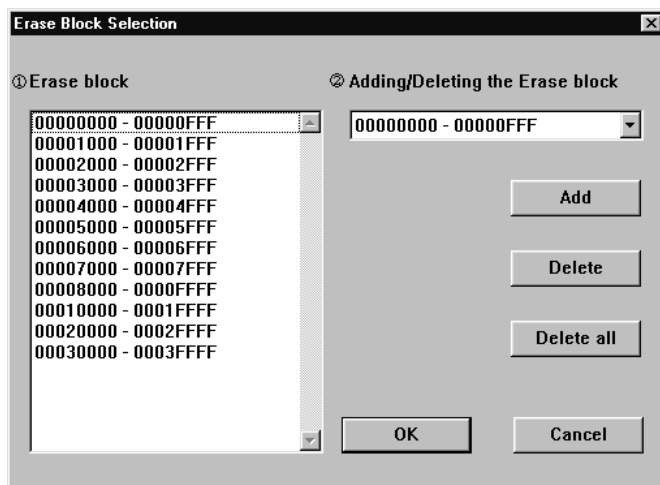 Erase Block Selection
① Erase block
00000000 - 00000FFF
00001000 - 00001FFF
00002000 - 00002FFF
00003000 - 00003FFF
00004000 - 00004FFF
00005000 - 00005FFF
00006000 - 00006FFF
00007000 - 00007FFF
00008000 - 0000FFFF
00010000 - 0001FFFF
00020000 - 0002FFFF
00030000 - 0003FFFF
② Adding/Deleting the Erase block
00000000 - 00000FFF
Add
Delete
Delete all
OK
Cancel